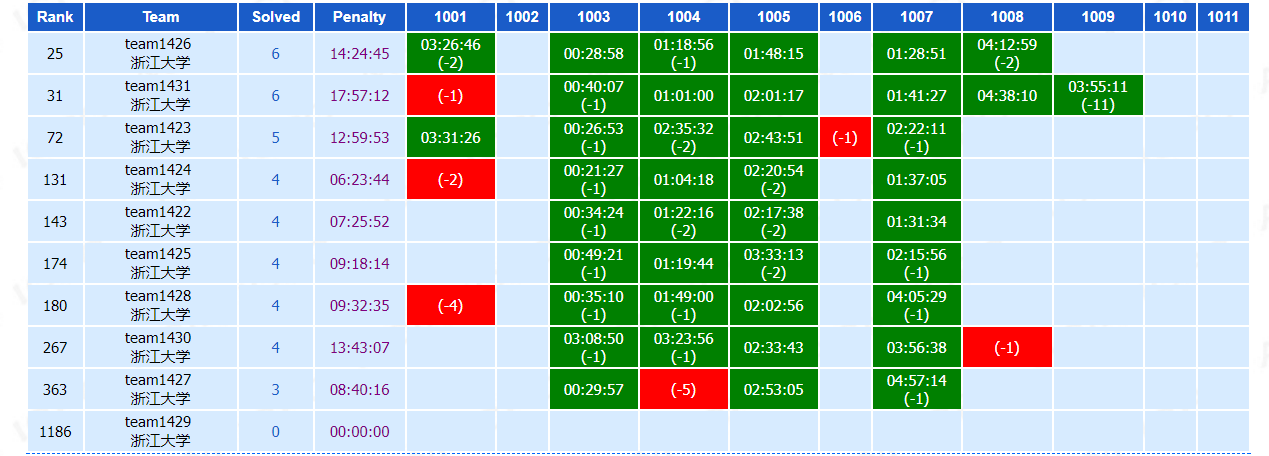 Rank Team Solved Penalty 1001 1002 1003 1004 1005 1006 1007 1008 1009 1010 1011
25 team1426 浙江大学 6 14:24:45 03:26:46 (-2) 00:28:58 01:18:56 (-1) 01:48:15 01:28:51 04:12:59 (-2)
31 team1431 浙江大学 6 17:57:12 (-1) 00:40:07 (-1) 01:01:00 02:01:17 01:41:27 04:38:10 03:55:11 (-11)
72 team1423 浙江大学 5 12:59:53 03:31:26 00:26:53 (-1) 02:35:32 (-2) 02:43:51 (-1) 02:22:11 (-1)
131 team1424 浙江大学 4 06:23:44 (-2) 00:21:27 (-1) 01:04:18 02:20:54 (-2) 01:37:05
143 team1422 浙江大学 4 07:25:52 00:34:24 (-1) 01:22:16 (-2) 02:17:38 (-2) 01:31:34
174 team1425 浙江大学 4 09:18:14 00:49:21 (-1) 01:19:44 03:33:13 (-2) 02:15:56 (-1)
180 team1428 浙江大学 4 09:32:35 (-4) 00:35:10 (-1) 01:49:00 (-1) 02:02:56 04:05:29 (-1)
267 team1430 浙江大学 4 13:43:07 03:08:50 (-1) 03:23:56 (-1) 02:33:43 03:56:38 (-1)
363 team1427 浙江大学 3 08:40:16 00:29:57 (-5) 02:53:05 04:57:14 (-1)
1186 team1429 浙江大学 0 00:00:00